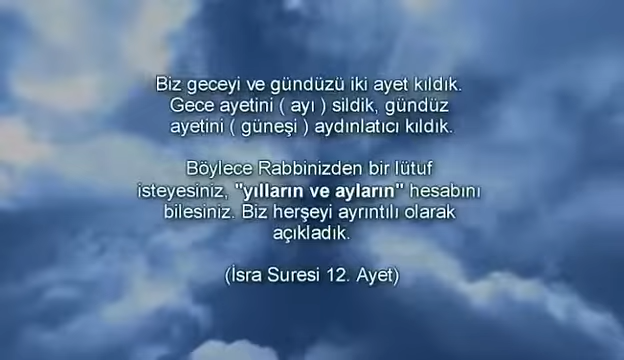 Biz geceyi ve gündüzü iki ayet kıldık.
Gece ayetini ( ayı ) sildik, gündüz
ayetini ( güneşi ) aydınlatıcı kıldık.
Böylece Rabbinizden bir lütuf
isteyesiniz, "yılların ve ayların" hesabını
bilesiniz. Biz herşeyi ayrıntılı olarak
açıkladık.
(İsra Suresi 12. Ayet)